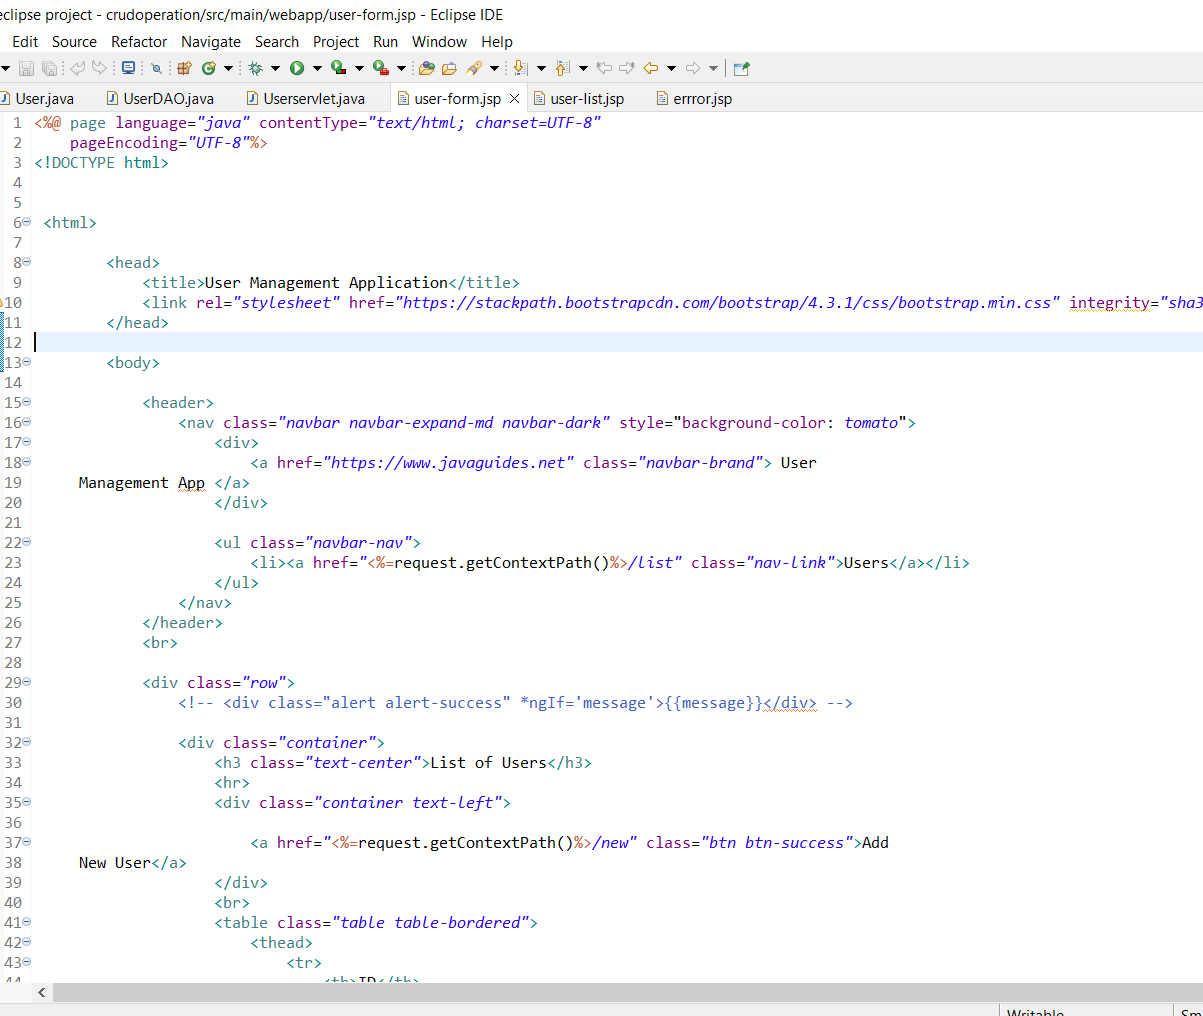 eclipse project - crudoperation/src/main/webapp/user-form.jsp - Eclipse IDE
Edit Source Refactor Navigate Search Project Run Window Help
User.java UserDAO.java Userservlet.java user-form.jsp user-list.jsp errror.jsp
1 <%@ page language="java" contentType="text/html; charset=UTF-8"
2 pageEncoding="UTF-8"%>
3 <!DOCTYPE html>
4
5
6 <html>
7
8 <head>
9 <title>User Management Application</title>
10 <link rel="stylesheet" href="https://stackpath.bootstrapcdn.com/bootstrap/4.3.1/css/bootstrap.min.css" integrity="sha3
11 </head>
12
13 <body>
14
15 <header>
16 <nav class="navbar navbar-expand-md navbar-dark" style="background-color: tomato">
17 <div>
18 <a href="https://www.javaguides.net" class="navbar-brand"> User
19 Management App </a>
20 </div>
21
22 <ul class="navbar-nav">
23 <li><a href="<%=request.getContextPath()%>/list" class="nav-link">Users</a></li>
24 </ul>
25 </nav>
26 </header>
27 <br>
28
29 <div class="row">
30 <!-- <div class="alert alert-success" *ngIf='message'>{{message}}</div> -->
31
32 <div class="container">
33 <h3 class="text-center">List of Users</h3>
34 <hr>
35 <div class="container text-left">
36
37 <a href="<%=request.getContextPath()%>/new" class="btn btn-success">Add
38 New User</a>
39 </div>
40 <br>
41 <table class="table table-bordered">
42 <thead>
43 <tr>
44 <th>ID</th>
Writable Sm